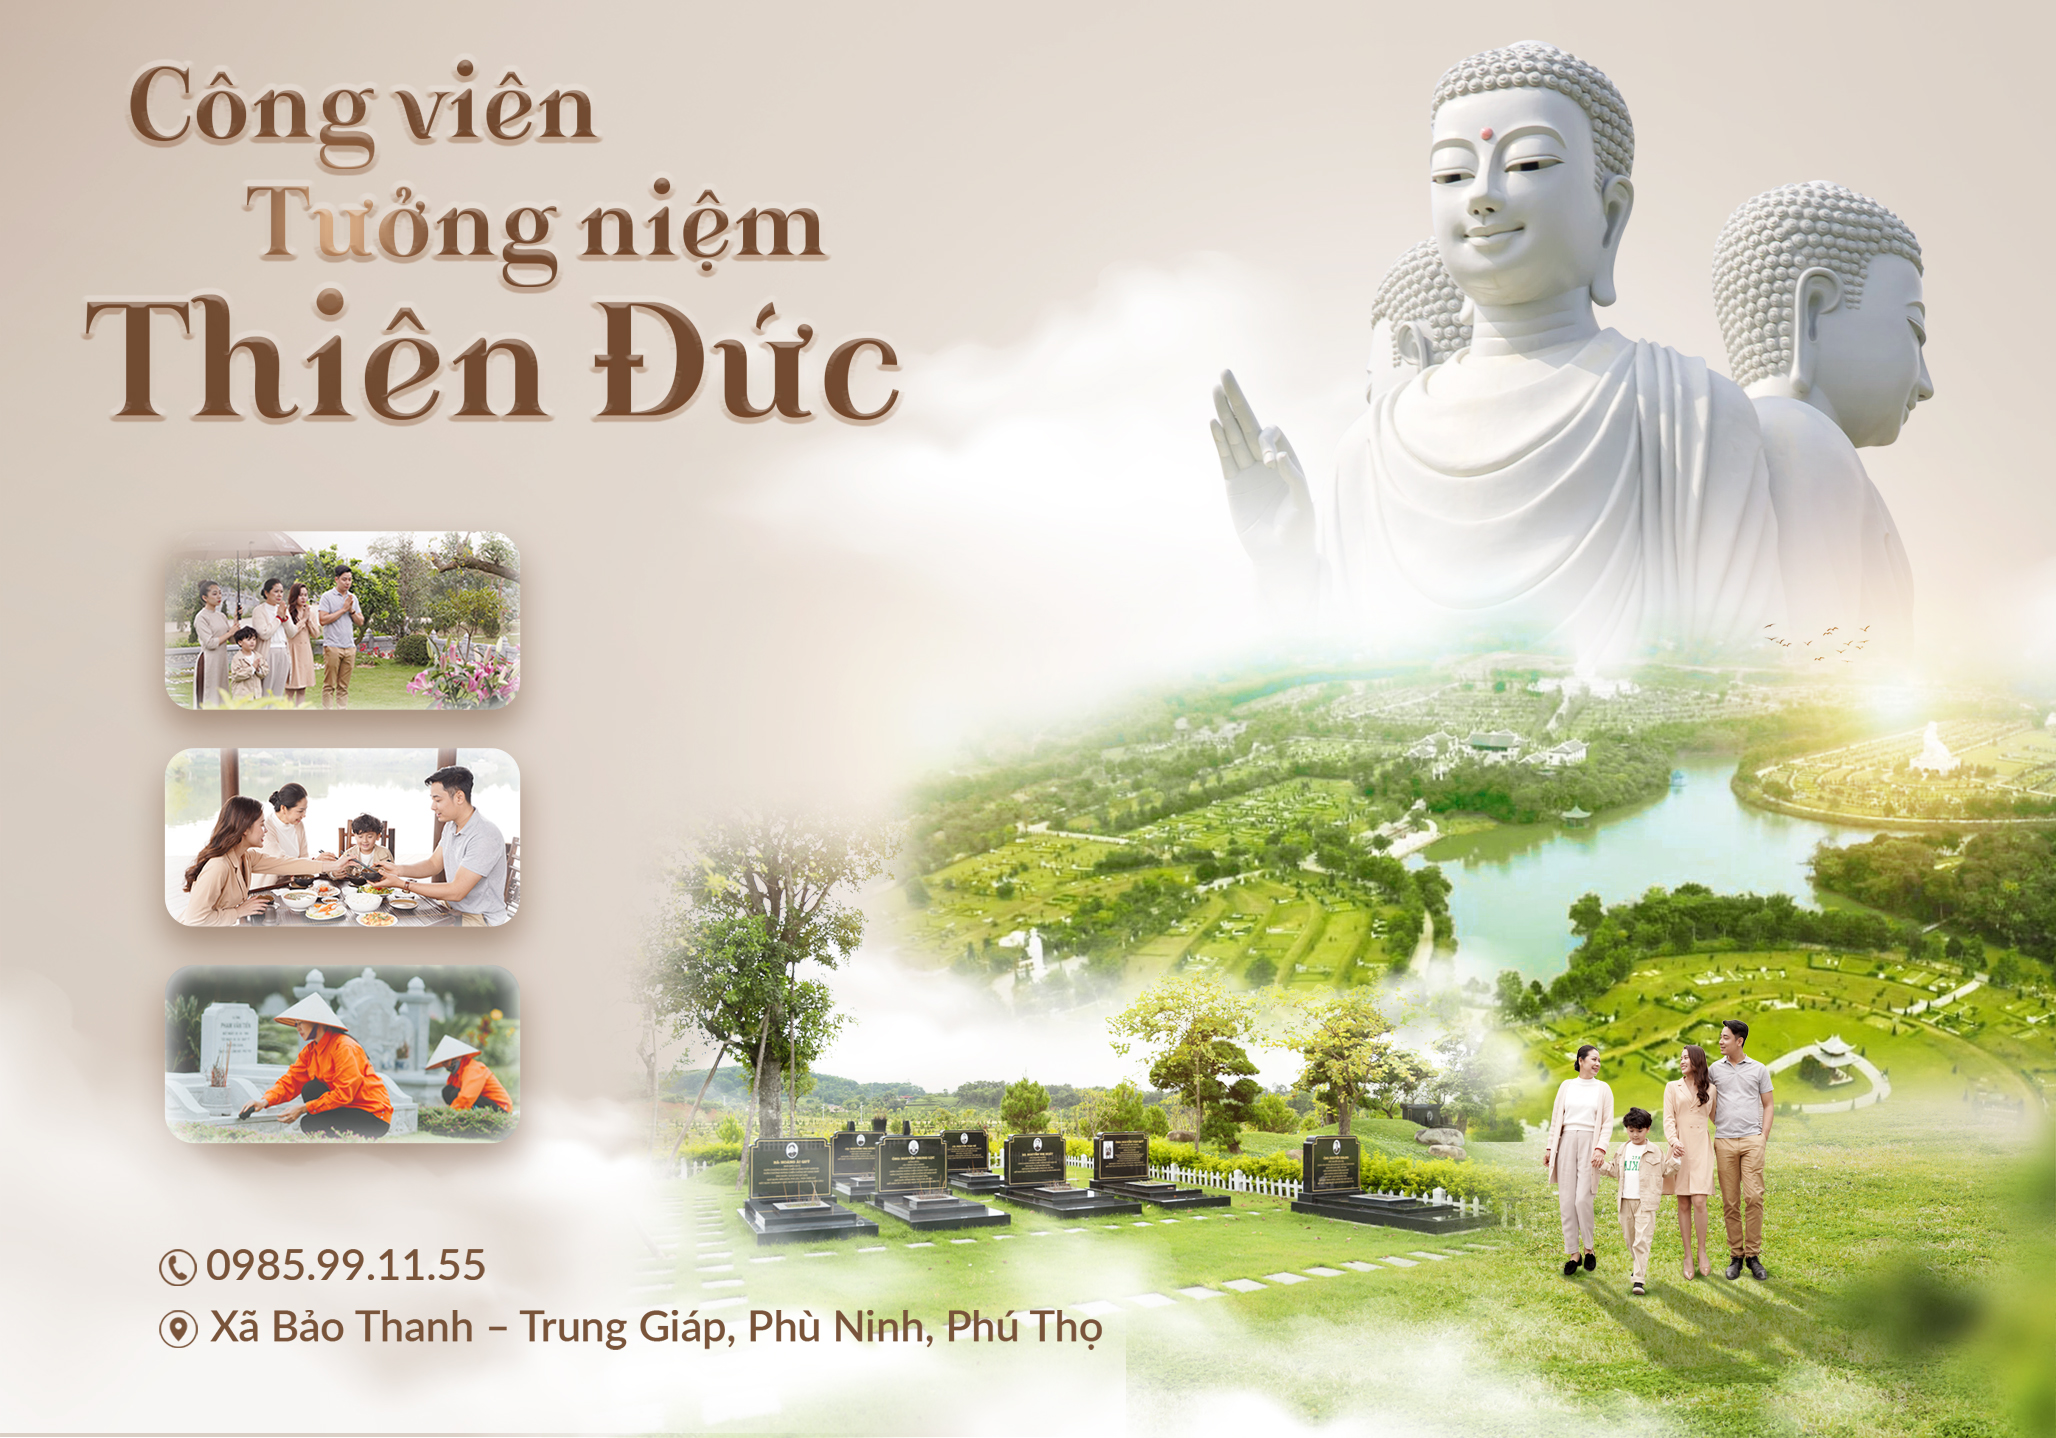 Công viên
Tưởng niệm
Thiên Đức
0985.99.11.55
Xã Bảo Thanh – Trung Giáp, Phù Ninh, Phú Thọ